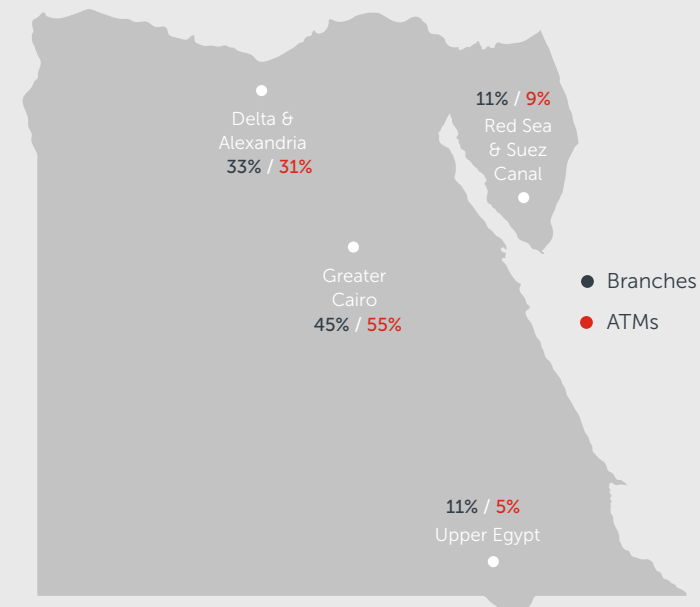 11% / 9%
Red Sea
& Suez
Canal
Delta &
Alexandria
33% / 31%
Greater
Cairo
45% / 55%
Branches
ATMs
11% / 5%
Upper Egypt